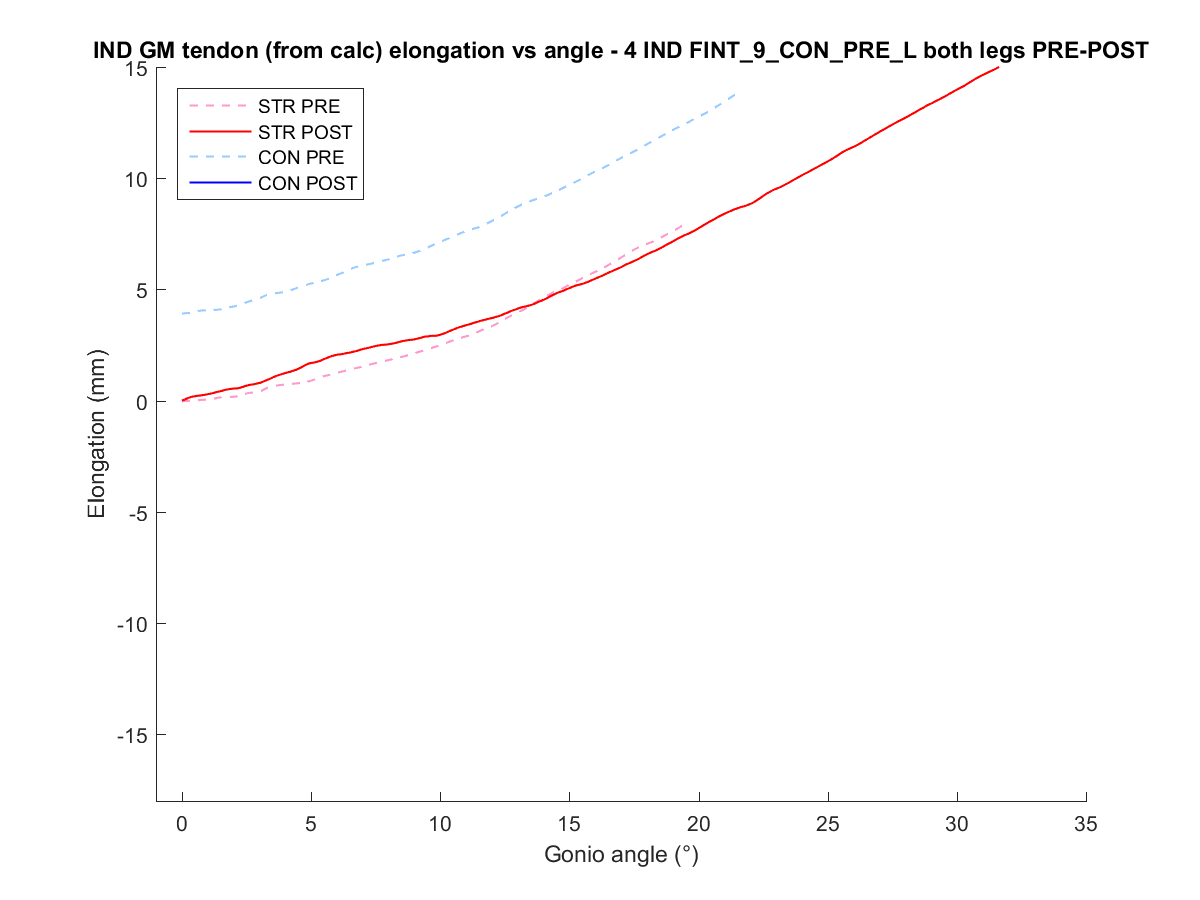 IND GM tendon (from calc) elongation vs angle - 4 IND FINT_9_CON_PRE_L both legs PRE-POST
STR PRE
STR POST
CON PRE
CON POST
15
10
5
0
-5
-10
-15
Elongation (mm)
0 5 10 15 20 25 30 35
Gonio angle (°)